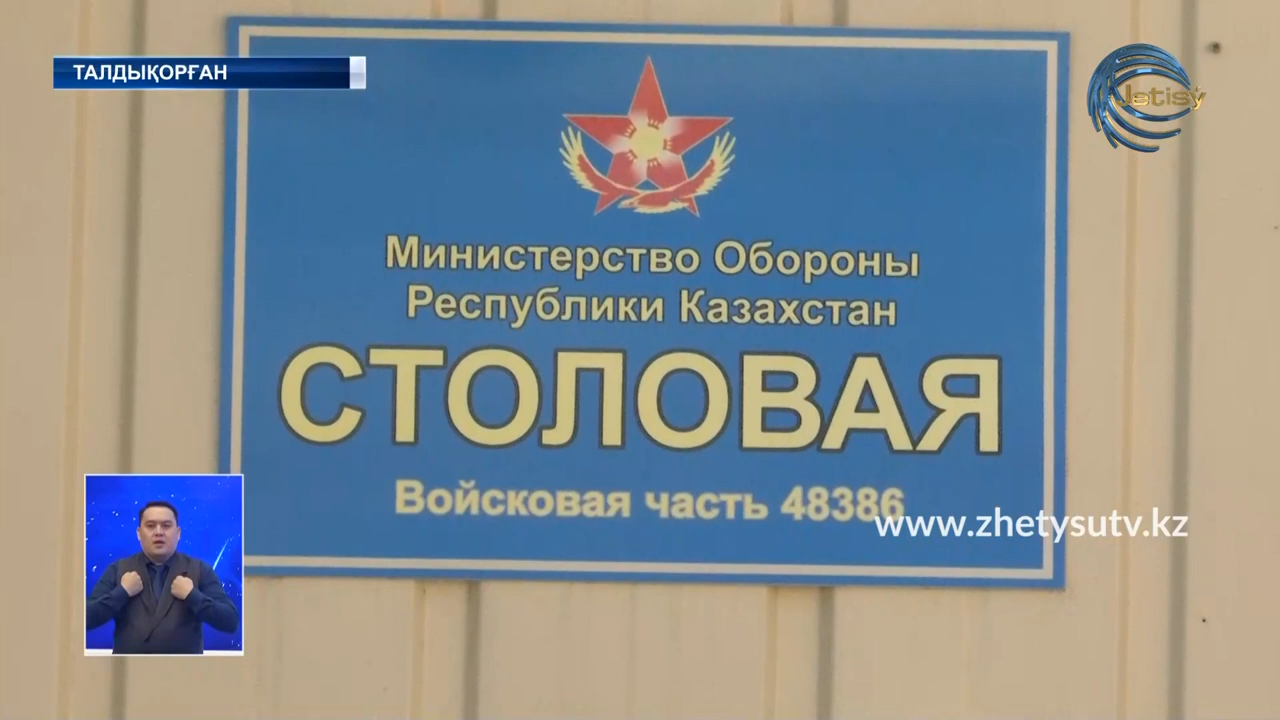 ТАЛДЫҚОРҒАН
Jetisý
Министерство Обороны
Республики Казахстан
СТОЛОВАЯ
Войсковая часть 48386
www.zhetysutv.kz